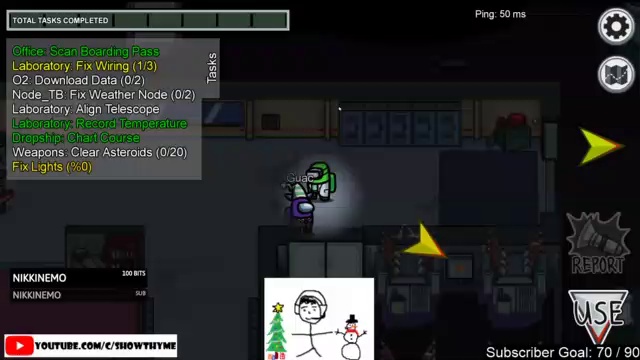 TOTAL TASKS COMPLETED
Ping: 50 ms
Office: Scan Boarding Pass
Laboratory: Fix Wiring (1/3)
O2: Download Data (0/2)
Node_TB: Fix Weather Node (0/2)
Laboratory: Align Telescope
Laboratory: Record Temperature
Dropship: Chart Course
Weapons: Clear Asteroids (0/20)
Fix Lights (%0)
Tasks
Guac
REPORT
100 BITS
NIKKINEMO
NIKKINEMO
SUB
USE
YOUTUBE.COM/C/SHOWTHYME
Subscriber Goal: 70 / 90